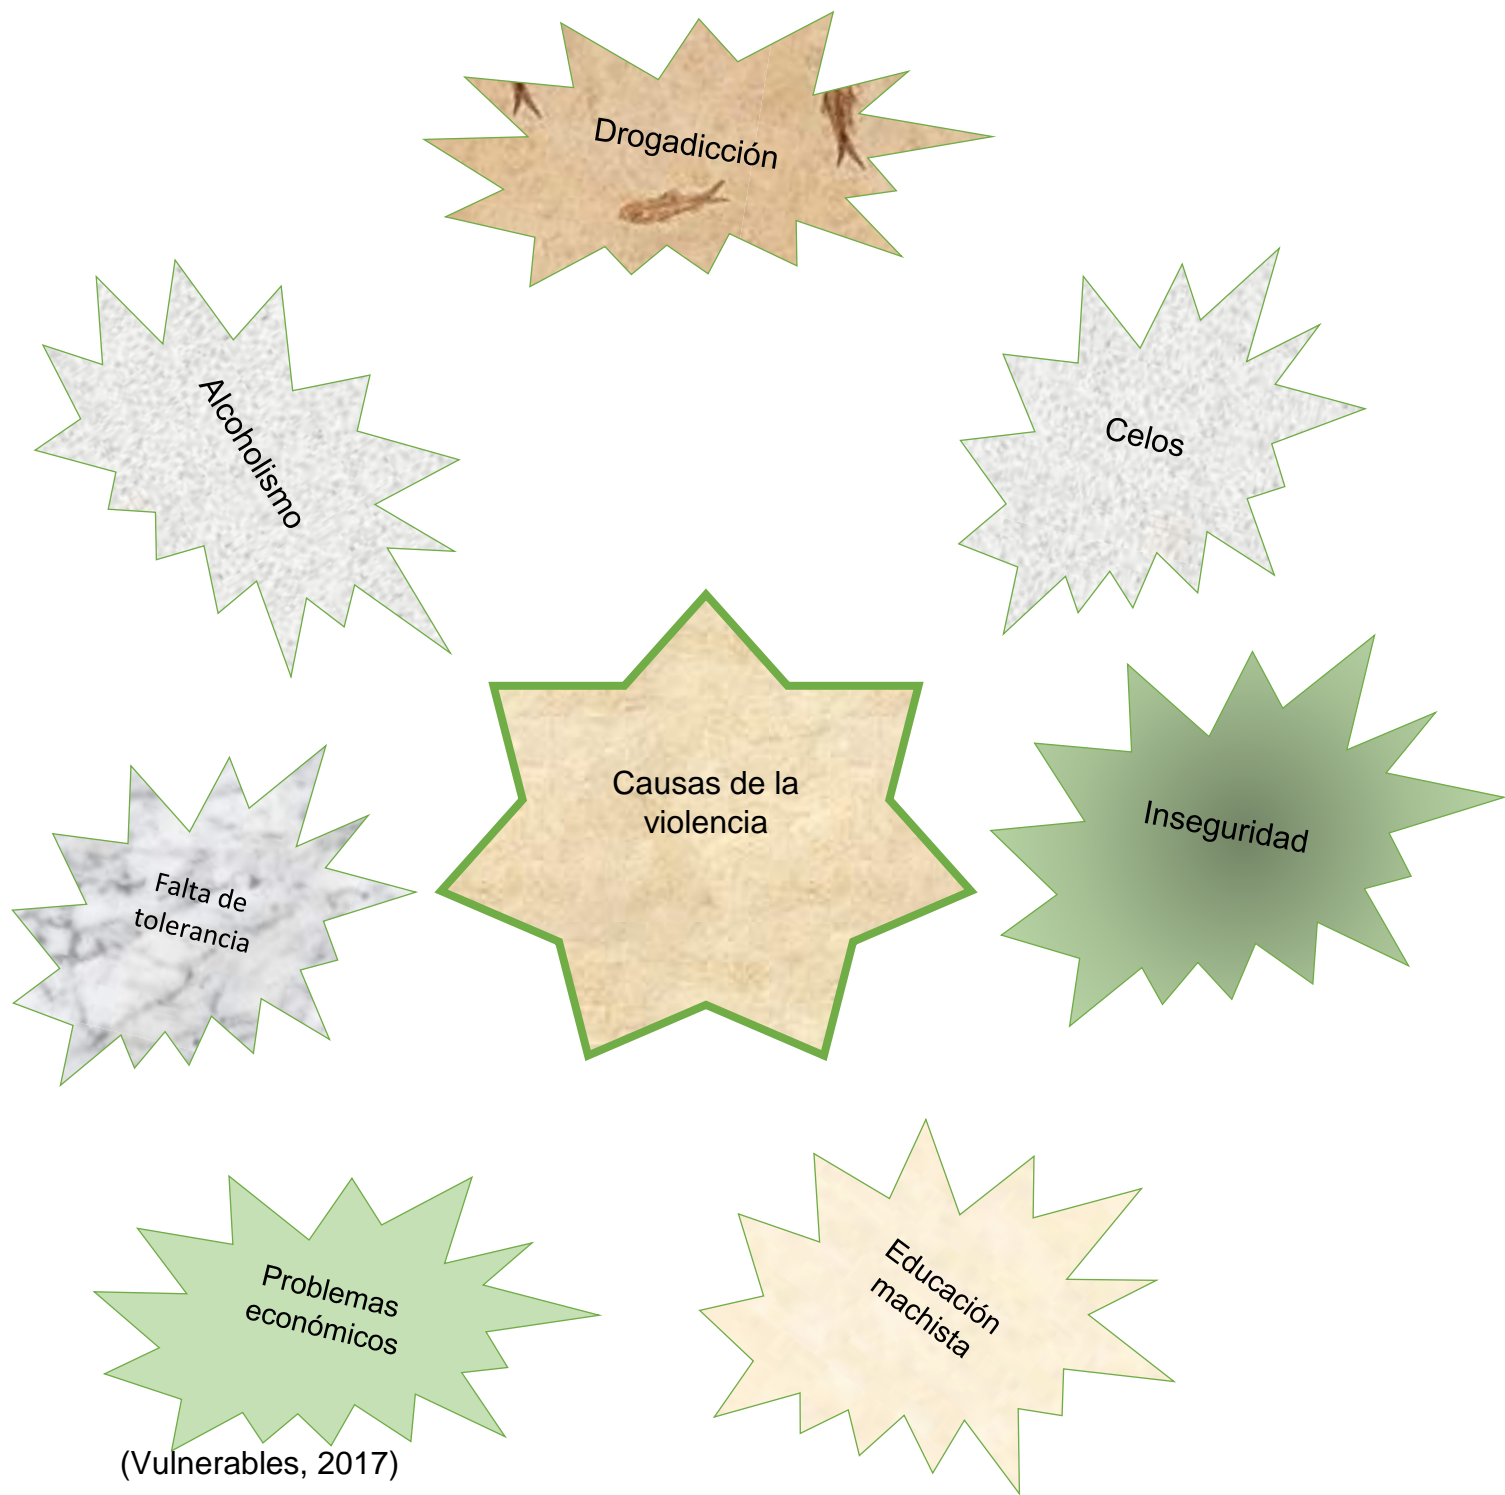 Drogadicción
Alcoholismo
Celos
Causas de la
violencia
Inseguridad
Falta de
tolerancia
Problemas
económicos
Educación
machista
(Vulnerables, 2017)